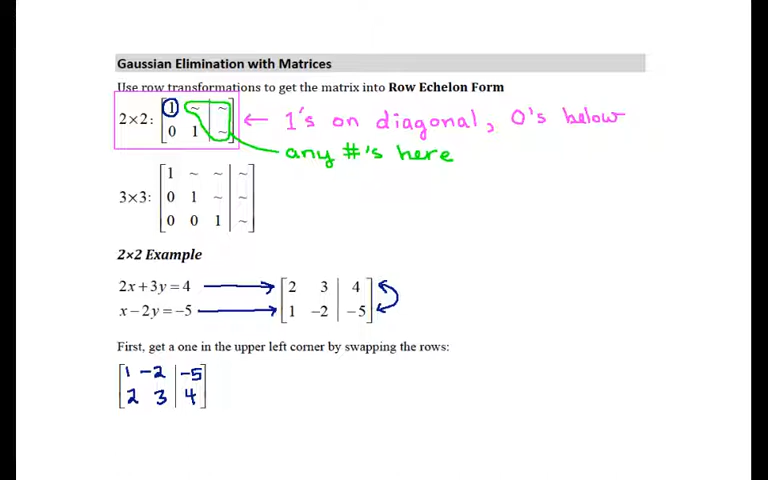 Gaussian Elimination with Matrices
Use row transformations to get the matrix into Row Echelon Form
2×2: [1 ~ | ~] ← 1's on diagonal, 0's below
[0 1 | ~] any #'s here
3×3: [1 ~ ~ | ~]
[0 1 ~ | ~]
[0 0 1 | ~]
2×2 Example
2x+3y=4 → [2 3 | 4]
x−2y=−5 → [1 −2 | −5]
First, get a one in the upper left corner by swapping the rows:
[1 −2 | −5]
[2 3 | 4]